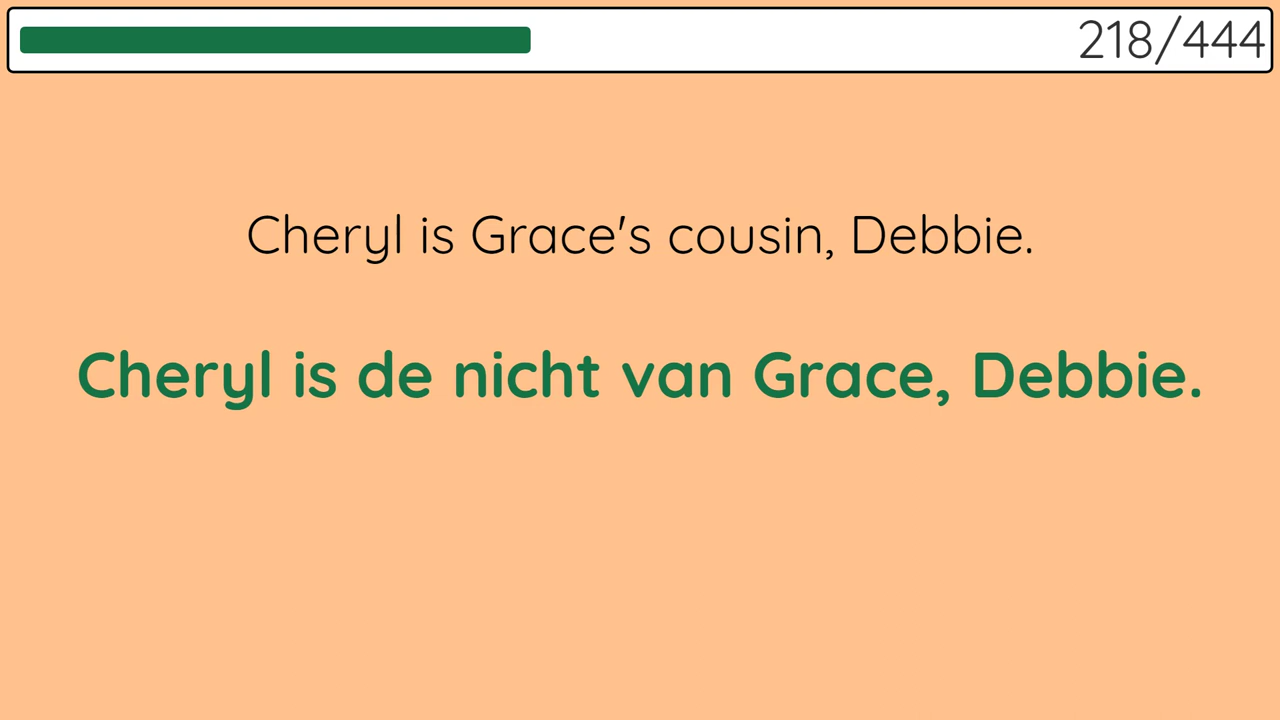 218/444
Cheryl is Grace's cousin, Debbie.
Cheryl is de nicht van Grace, Debbie.